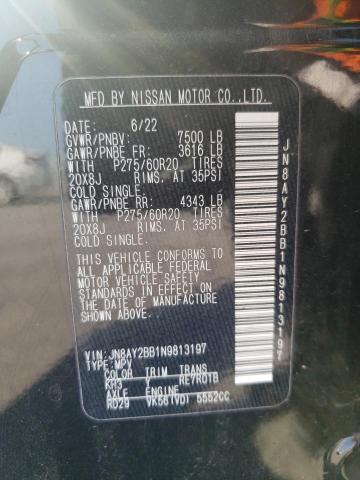 MFD BY NISSAN MOTOR CO.,LTD.
DATE: 6/22
GVWR/PNBV: 7500 LB
GAWR/PNBE FR: 3616 LB
WITH P275/60R20 TIRES
20X8J RIMS, AT 35PSI
COLD SINGLE.
GAWR/PNBE RR: 4343 LB
WITH P275/60R20 TIRES
20X8J RIMS, AT 35PSI
COLD SINGLE.
THIS VEHICLE CONFORMS TO
ALL APPLICABLE FEDERAL
MOTOR VEHICLE SAFETY
STANDARDS IN EFFECT ON
THE DATE OF MANUFACTURE
SHOWN ABOVE.
VIN: JN8AY2BB1N9813197
TYPE: MPV
COLOR TRIM TRANS
KH3 X RE7R01B
AXLE ENGINE
RD29 VK56(VD) 5552CC
JN8AY2BB1N9813197